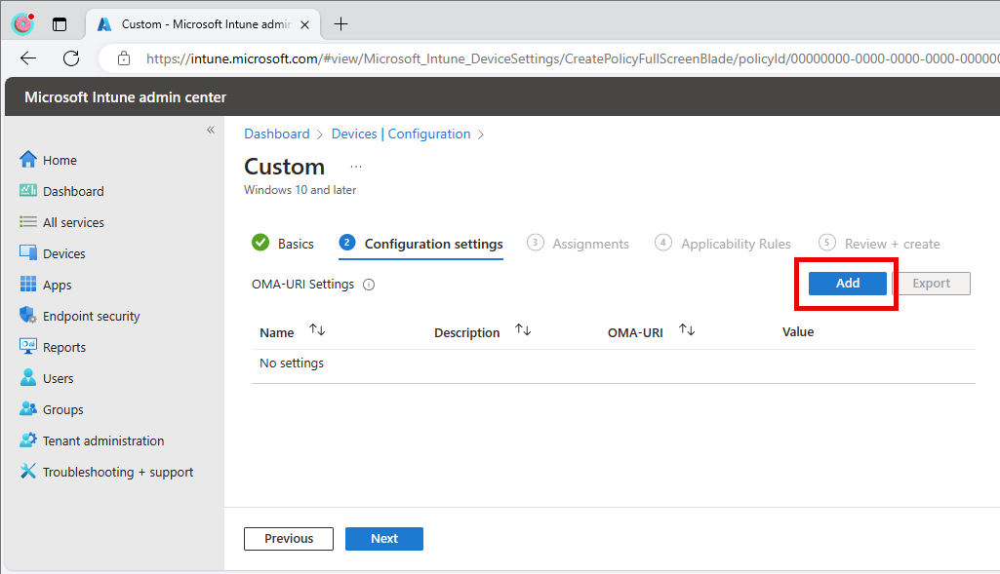 Custom - Microsoft Intune admin
https://intune.microsoft.com/#view/Microsoft_Intune_DeviceSettings/CreatePolicyFullScreenBlade/policyId/00000000-0000-0000-0000-000000
Microsoft Intune admin center
Home
Dashboard
All services
Devices
Apps
Endpoint security
Reports
Users
Groups
Tenant administration
Troubleshooting + support
Dashboard > Devices | Configuration >
Custom ...
Windows 10 and later
Basics 2 Configuration settings 3 Assignments 4 Applicability Rules 5 Review + create
OMA-URI Settings
Add Export
Name Description OMA-URI Value
No settings
Previous Next